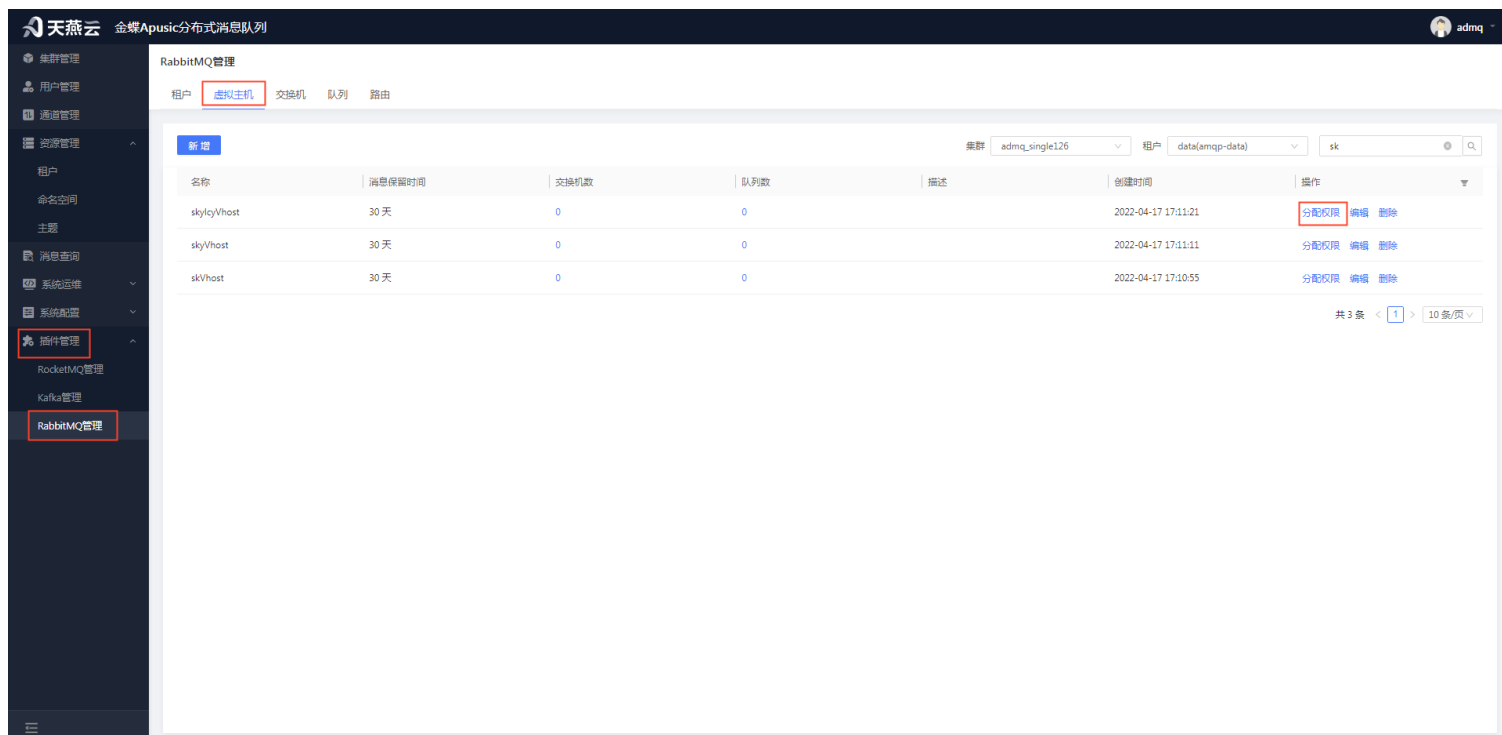 天燕云 金蝶Apusic分布式消息队列 admq
集群管理
用户管理
通道管理
资源管理
租户
命名空间
主题
消息查询
系统运维
系统配置
插件管理
RocketMQ管理
Kafka管理
RabbitMQ管理
RabbitMQ管理
租户 虚拟主机 交换机 队列 路由
新增 集群 admq_single126 租户 data(amqp-data) sk
名称 消息保留时间 交换机数 队列数 描述 创建时间 操作
skylcyVhost 30 天 0 0 2022-04-17 17:11:21 分配权限 编辑 删除
skyVhost 30 天 0 0 2022-04-17 17:11:11 分配权限 编辑 删除
skVhost 30 天 0 0 2022-04-17 17:10:55 分配权限 编辑 删除
共 3 条 < 1 > 10 条/页